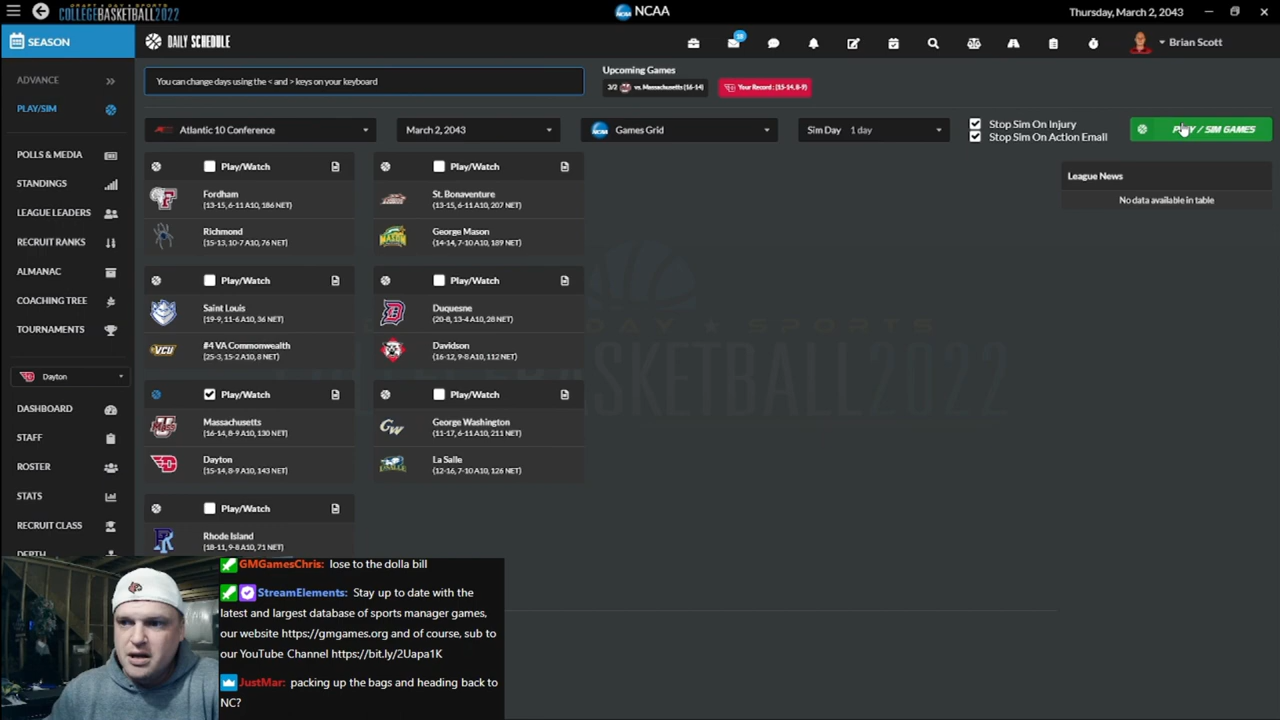 DRAFT DAY SPORTS
COLLEGE BASKETBALL 2022
NCAA
Thursday, March 2, 2043
SEASON
DAILY SCHEDULE
18
Brian Scott
ADVANCE
PLAY/SIM
POLLS & MEDIA
STANDINGS
LEAGUE LEADERS
RECRUIT RANKS
ALMANAC
COACHING TREE
TOURNAMENTS
Dayton
DASHBOARD
STAFF
ROSTER
STATS
RECRUIT CLASS
DEPTH
You can change days using the < and > keys on your keyboard
Upcoming Games
3/2 vs. Massachusetts (16-14)
Your Record : (15-14, 8-9)
Atlantic 10 Conference
March 2, 2043
Games Grid
Sim Day 1 day
Stop Sim On Injury
Stop Sim On Action Email
PLAY / SIM GAMES
League News
No data available in table
Play/Watch
Fordham
(13-15, 6-11 A10, 186 NET)
Richmond
(15-13, 10-7 A10, 76 NET)
Play/Watch
St. Bonaventure
(13-15, 6-11 A10, 207 NET)
George Mason
(14-14, 7-10 A10, 189 NET)
Play/Watch
Saint Louis
(19-9, 11-6 A10, 36 NET)
#4 VA Commonwealth
(25-3, 15-2 A10, 8 NET)
Play/Watch
Duquesne
(20-8, 13-4 A10, 28 NET)
Davidson
(16-12, 9-8 A10, 112 NET)
Play/Watch
Massachusetts
(16-14, 8-9 A10, 130 NET)
Dayton
(15-14, 8-9 A10, 143 NET)
Play/Watch
George Washington
(11-17, 6-11 A10, 211 NET)
La Salle
(12-16, 7-10 A10, 126 NET)
Play/Watch
Rhode Island
(18-11, 9-8 A10, 71 NET)
GMGamesChris: lose to the dolla bill
StreamElements: Stay up to date with the
latest and largest database of sports manager games,
our website https://gmgames.org and of course, sub to
our YouTube Channel https://bit.ly/2Uapa1K
JustMar: packing up the bags and heading back to
NC?